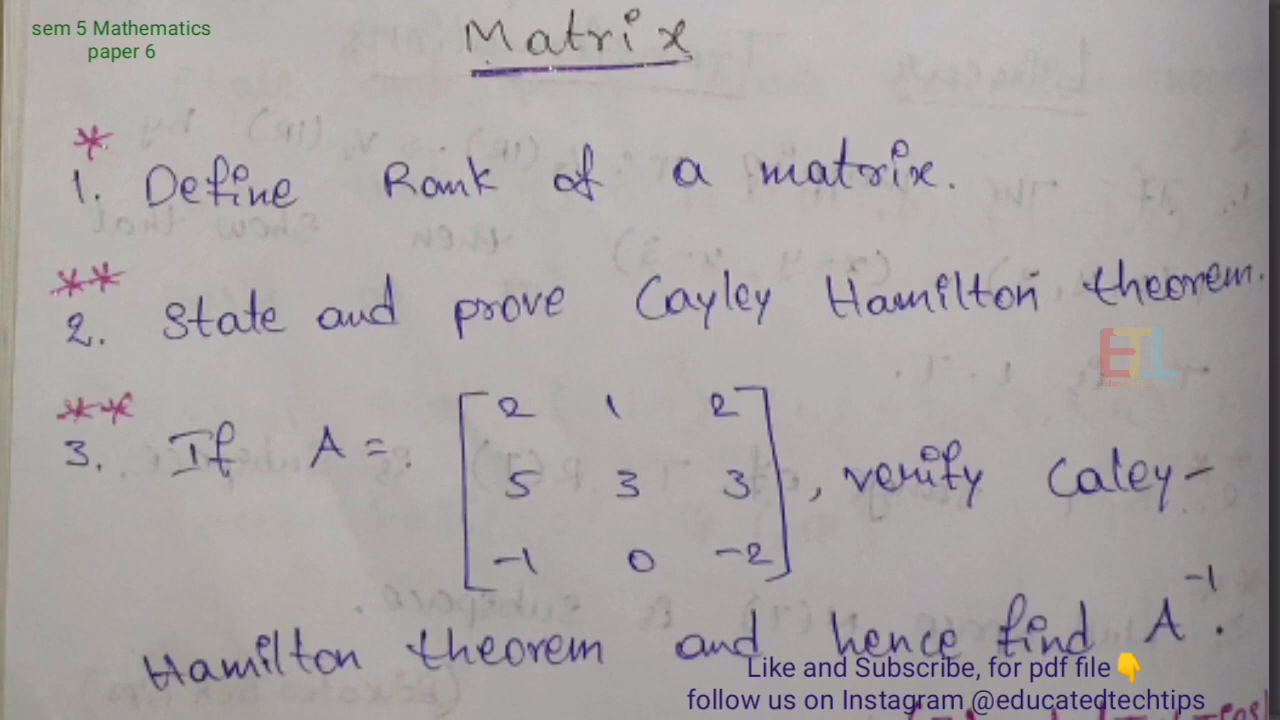 sem 5 Mathematics
paper 6
Matrix
*
1. Define Rank of a matrix.
**
2. State and prove Cayley Hamilton theorem.
**
3. If A = [2 1 2
5 3 3
-1 0 -2], verify Caley-
Hamilton theorem and hence find A⁻¹.
Like and Subscribe, for pdf file👇
follow us on Instagram @educatedtechtips